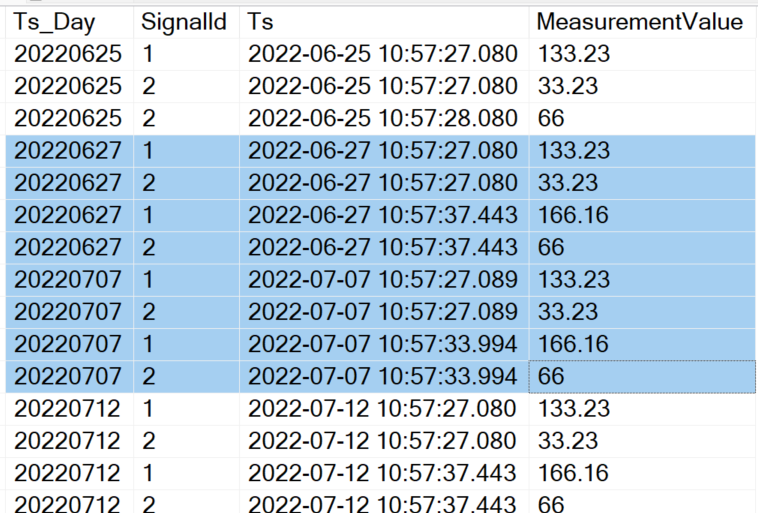 Ts_Day SignalId Ts MeasurementValue
20220625 1 2022-06-25 10:57:27.080 133.23
20220625 2 2022-06-25 10:57:27.080 33.23
20220625 2 2022-06-25 10:57:28.080 66
20220627 1 2022-06-27 10:57:27.080 133.23
20220627 2 2022-06-27 10:57:27.080 33.23
20220627 1 2022-06-27 10:57:37.443 166.16
20220627 2 2022-06-27 10:57:37.443 66
20220707 1 2022-07-07 10:57:27.089 133.23
20220707 2 2022-07-07 10:57:27.089 33.23
20220707 1 2022-07-07 10:57:33.994 166.16
20220707 2 2022-07-07 10:57:33.994 66
20220712 1 2022-07-12 10:57:27.080 133.23
20220712 2 2022-07-12 10:57:27.080 33.23
20220712 1 2022-07-12 10:57:37.443 166.16
20220712 2 2022-07-12 10:57:37.443 66